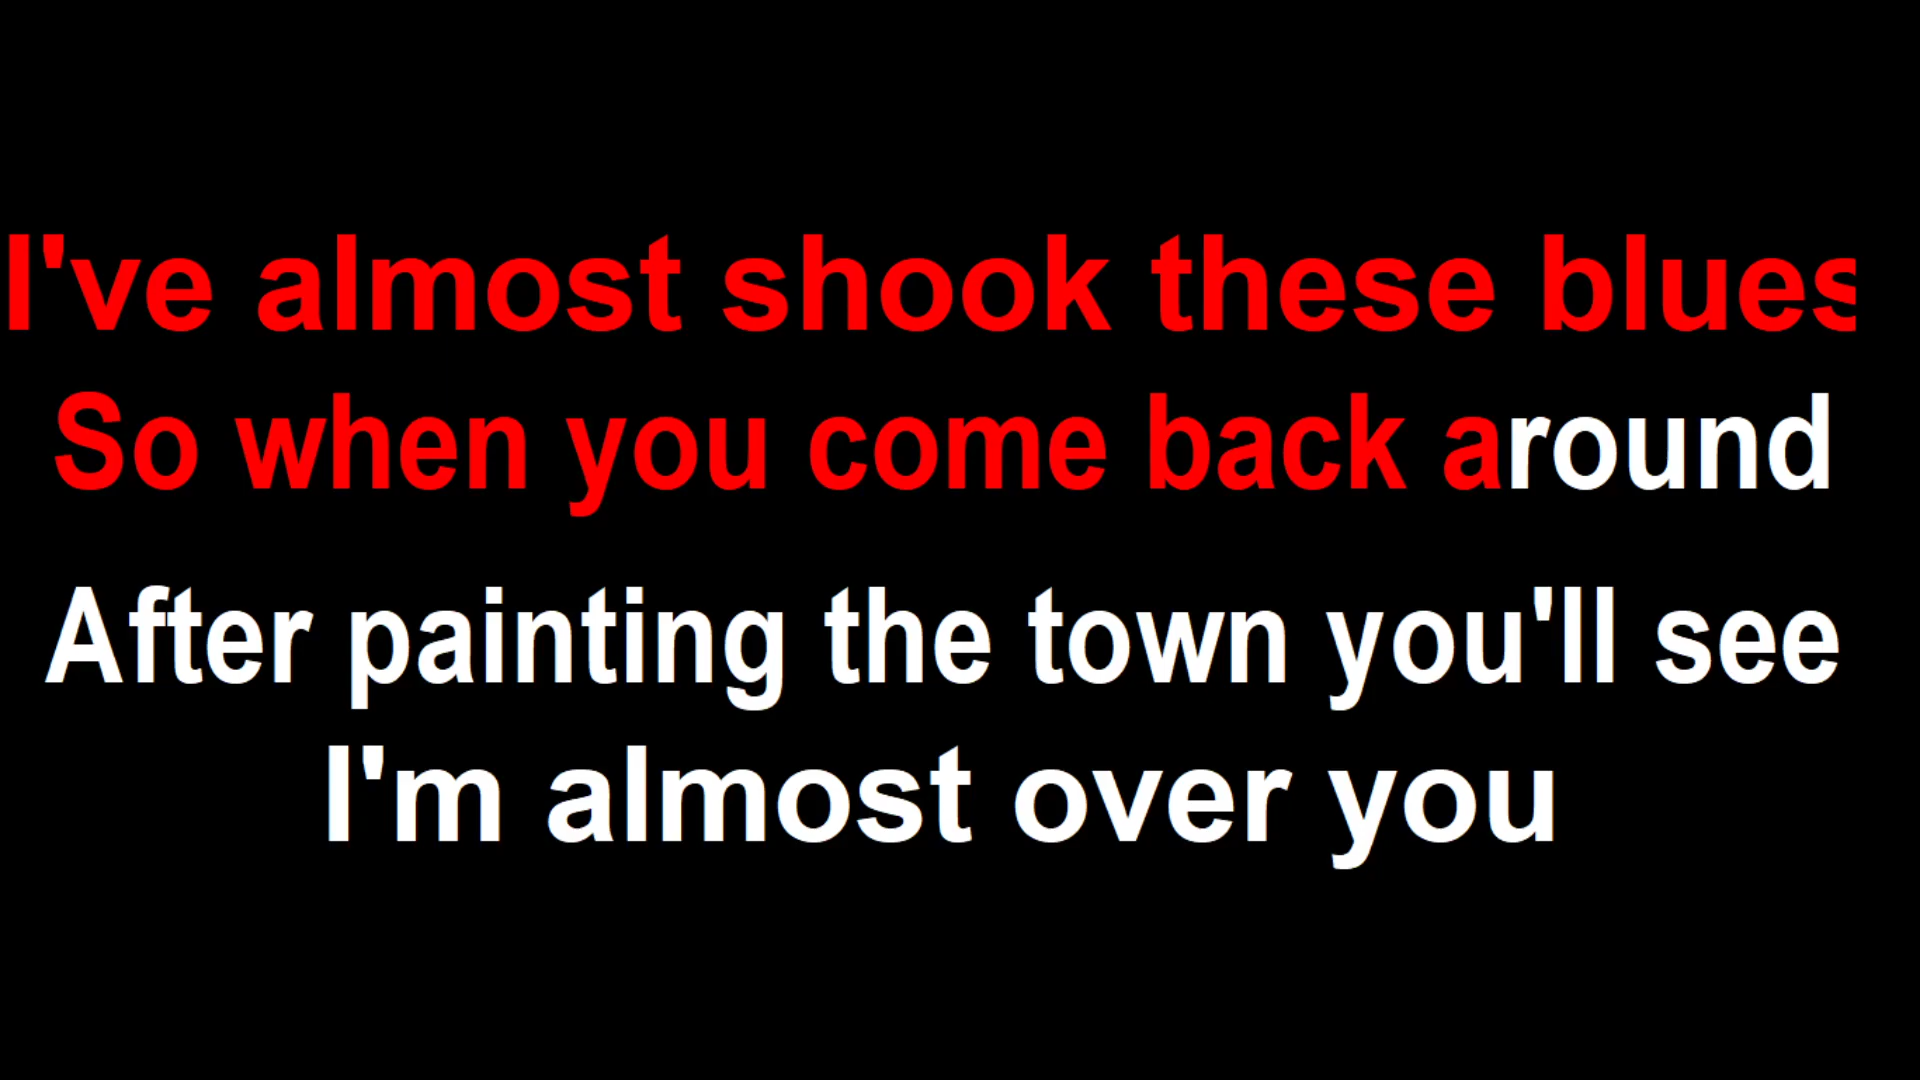 I've almost shook these blues
So when you come back around
After painting the town you'll see
I'm almost over you